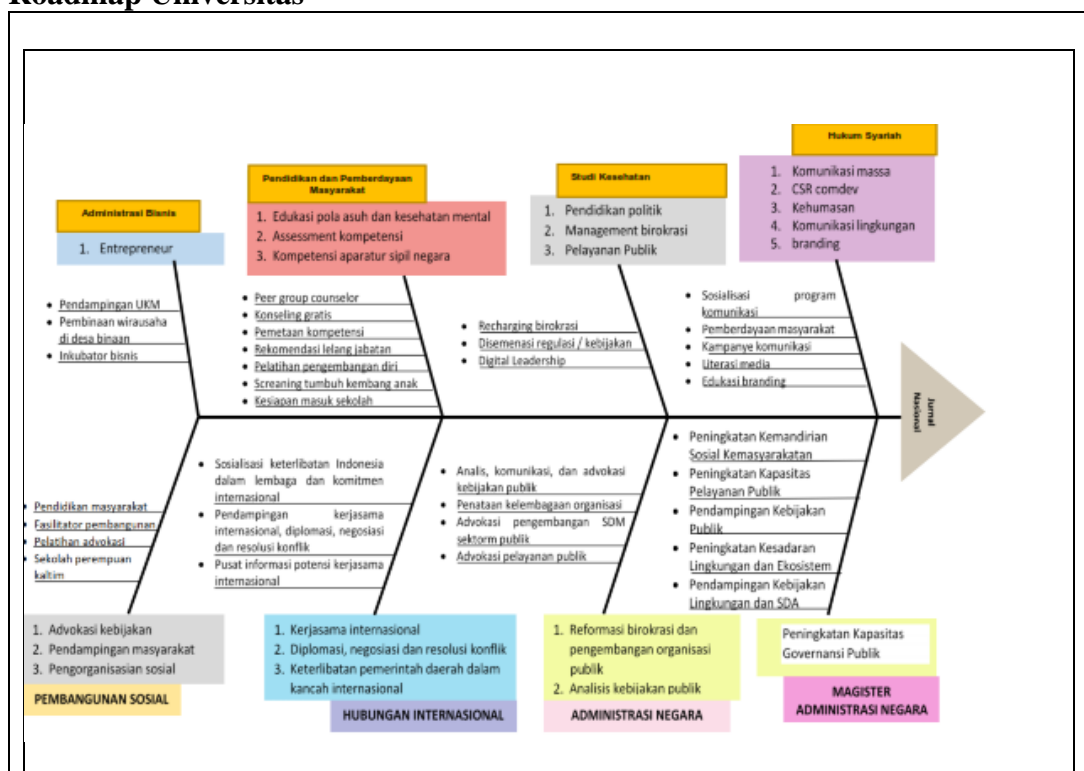 Roadmap Universitas
Hukum Syariah
1. Komunikasi massa
2. CSR comdev
3. Kehumasan
4. Komunikasi lingkungan
5. branding
Pendidikan dan Pemberdayaan
Masyarakat
1. Edukasi pola asuh dan kesehatan mental
2. Assessment kompetensi
3. Kompetensi aparatur sipil negara
Studi Kesehatan
1. Pendidikan politik
2. Management birokrasi
3. Pelayanan Publik
Administrasi Bisnis
1. Entrepreneur
• Pendampingan UKM
• Pembinaan wirausaha
di desa binaan
• Inkubator bisnis
• Peer group counselor
• Konseling gratis
• Pemetaan kompetensi
• Rekomendasi lelang jabatan
• Pelatihan pengembangan diri
• Screaning tumbuh kembang anak
• Kesiapan masuk sekolah
• Recharging birokrasi
• Disemenasi regulasi / kebijakan
• Digital Leadership
• Sosialisasi program
komunikasi
• Pemberdayaan masyarakat
• Kampanye komunikasi
• Literasi media
• Edukasi branding
Jurnal
Nasional
• Pendidikan masyarakat
• Fasilitator pembangunan
• Pelatihan advokasi
• Sekolah perempuan
kaltim
• Sosialisasi keterlibatan Indonesia
dalam lembaga dan komitmen
internasional
• Pendampingan kerjasama
internasional, diplomasi, negosiasi
dan resolusi konflik
• Pusat informasi potensi kerjasama
internasional
• Analis, komunikasi, dan advokasi
kebijakan publik
• Penataan kelembagaan organisasi
• Advokasi pengembangan SDM
sektorm publik
• Advokasi pelayanan publik
• Peningkatan Kemandirian
Sosial Kemasyarakatan
• Peningkatan Kapasitas
Pelayanan Publik
• Pendampingan Kebijakan
Publik
• Peningkatan Kesadaran
Lingkungan dan Ekosistem
• Pendampingan Kebijakan
Lingkungan dan SDA
1. Advokasi kebijakan
2. Pendampingan masyarakat
3. Pengorganisasian sosial
PEMBANGUNAN SOSIAL
1. Kerjasama internasional
2. Diplomasi, negosiasi dan resolusi konflik
3. Keterlibatan pemerintah daerah dalam
kancah internasional
HUBUNGAN INTERNASIONAL
1. Reformasi birokrasi dan
pengembangan organisasi
publik
2. Analisis kebijakan publik
ADMINISTRASI NEGARA
Peningkatan Kapasitas
Governansi Publik
MAGISTER
ADMINISTRASI NEGARA